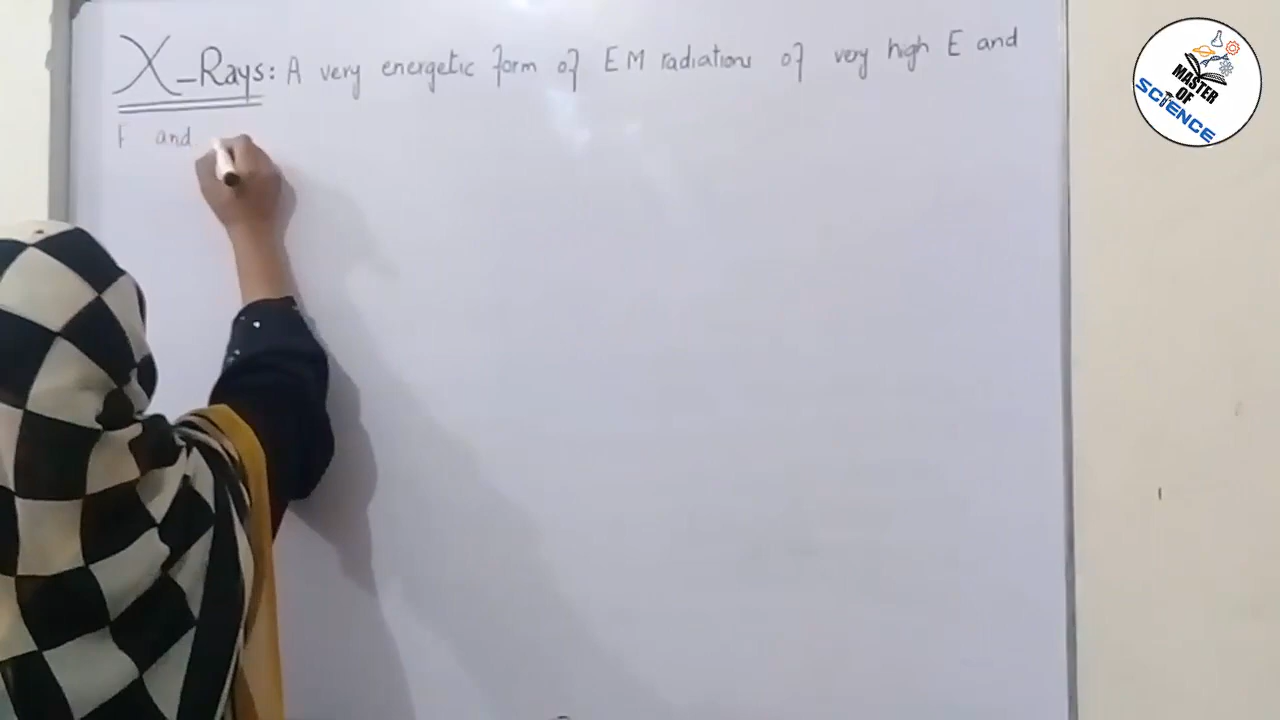 X-Rays: A very energetic form of EM radiations of very high E and
f and
MASTER
OF
SCIENCE